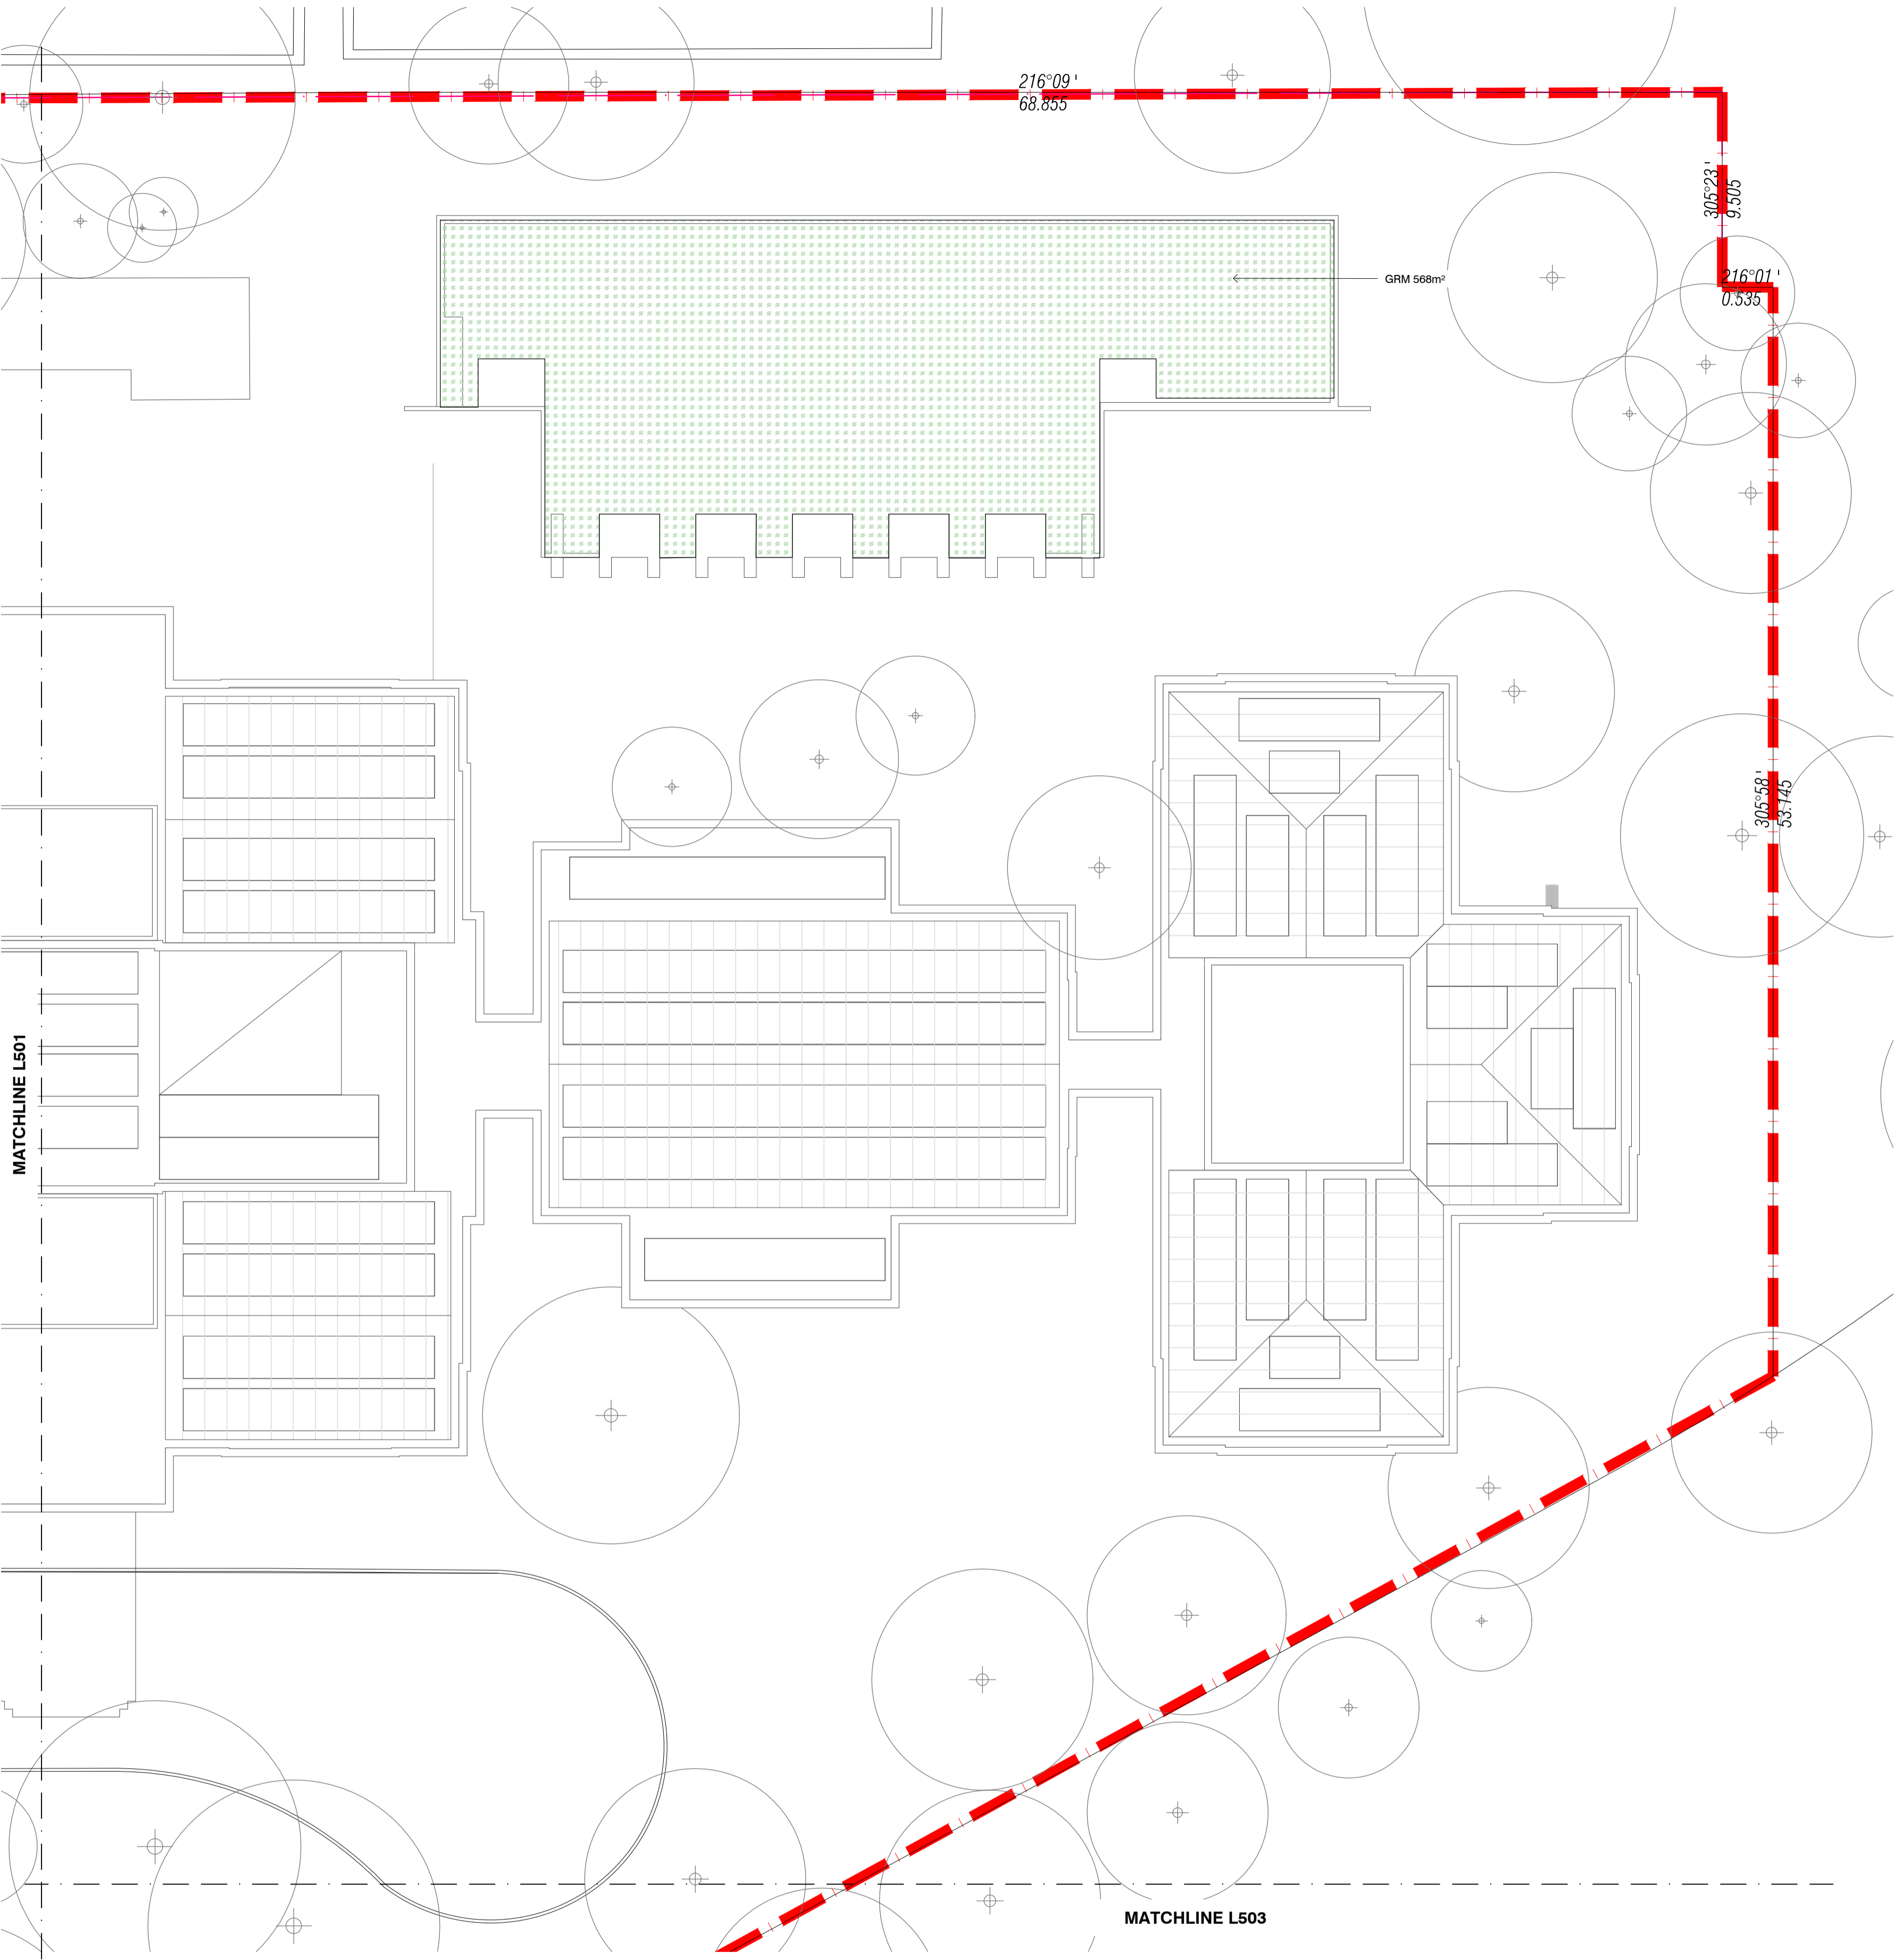 216°09'
68.855
305°23'
9.505
216°01'
0.535
GRM 568m²
305°58'
53.145
MATCHLINE L501
MATCHLINE L503